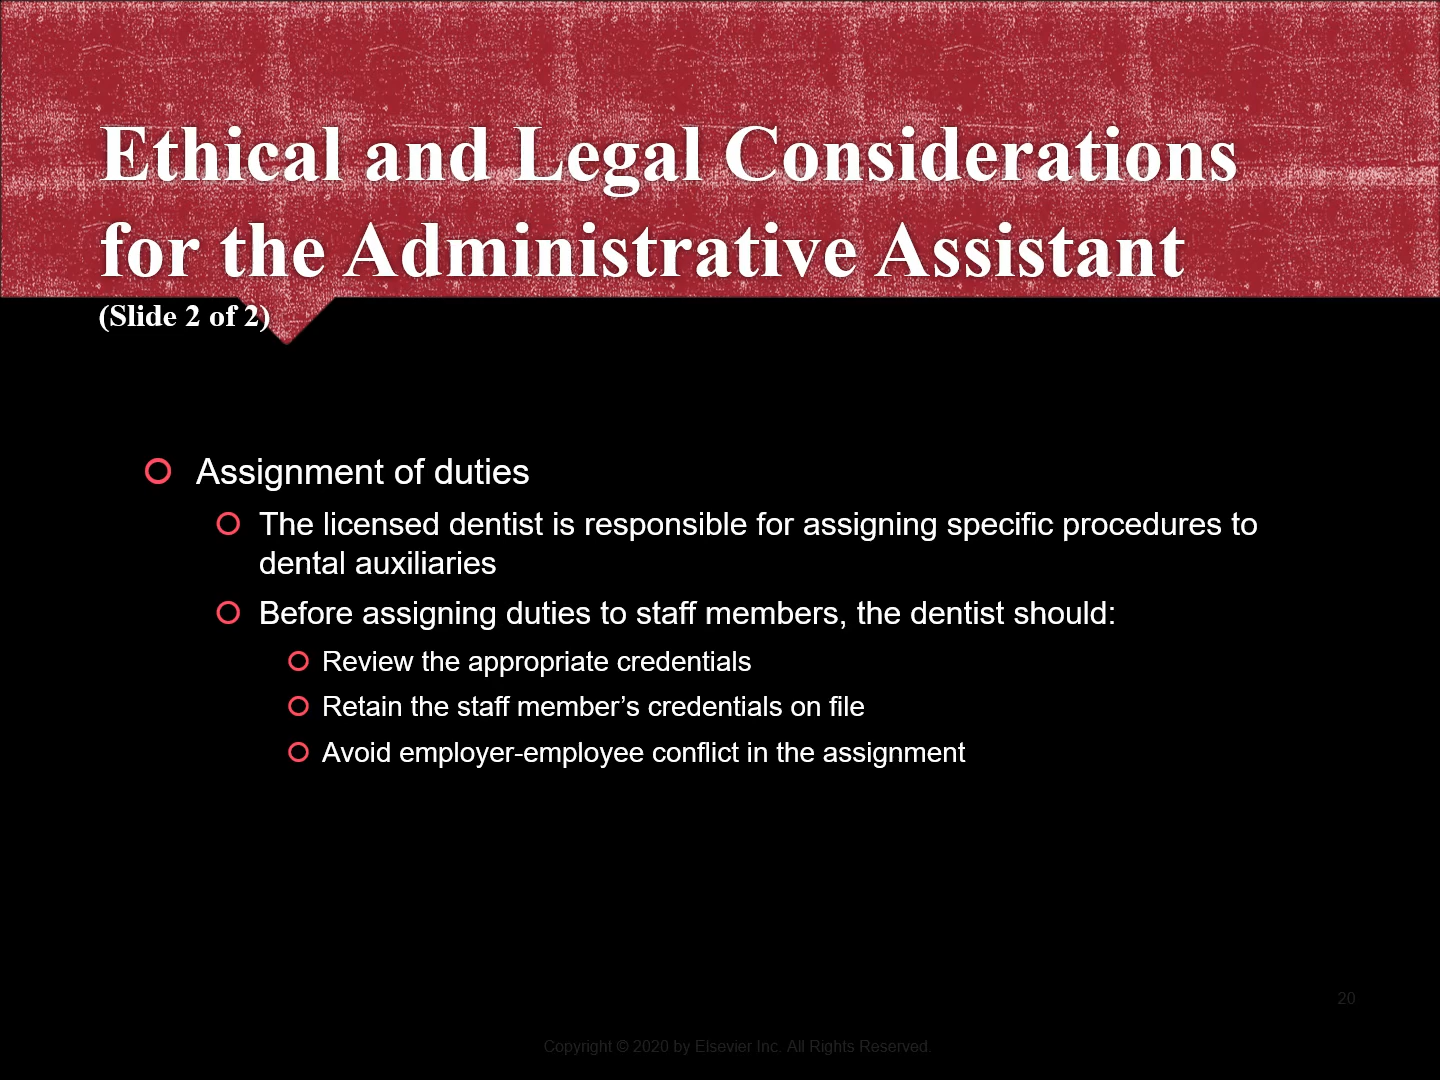 Ethical and Legal Considerations
for the Administrative Assistant
(Slide 2 of 2)
Assignment of duties
The licensed dentist is responsible for assigning specific procedures to
dental auxiliaries
Before assigning duties to staff members, the dentist should:
Review the appropriate credentials
Retain the staff member’s credentials on file
Avoid employer-employee conflict in the assignment
20
Copyright © 2020 by Elsevier Inc. All Rights Reserved.